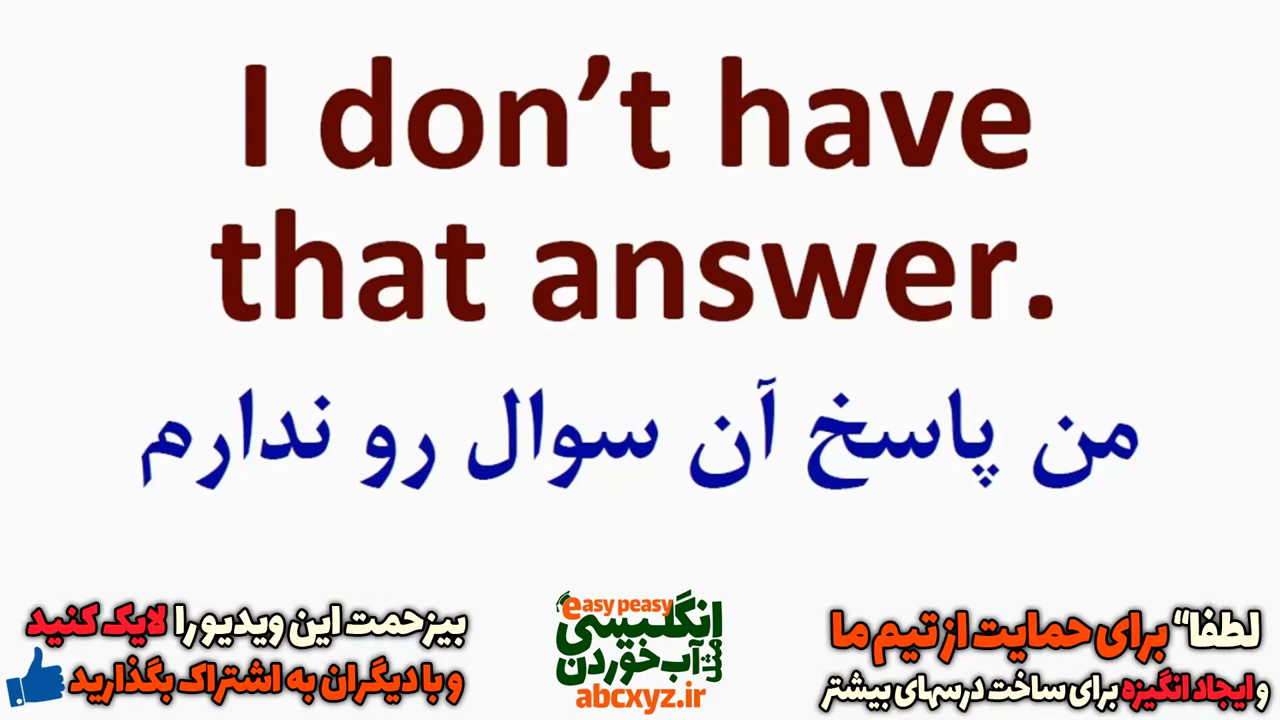 I don’t have
that answer.
من پاسخ آن سوال رو ندارم
لطفا" برای حمایت از تیم ما
و ایجاد انگیزه برای ساخت درسهای بیشتر
easy peasy
انگلیسی
مثل آب خوردن
abcxyz.ir
بیزحمت این ویدیو را لایک کنید
و با دیگران به اشتراک بگذارید